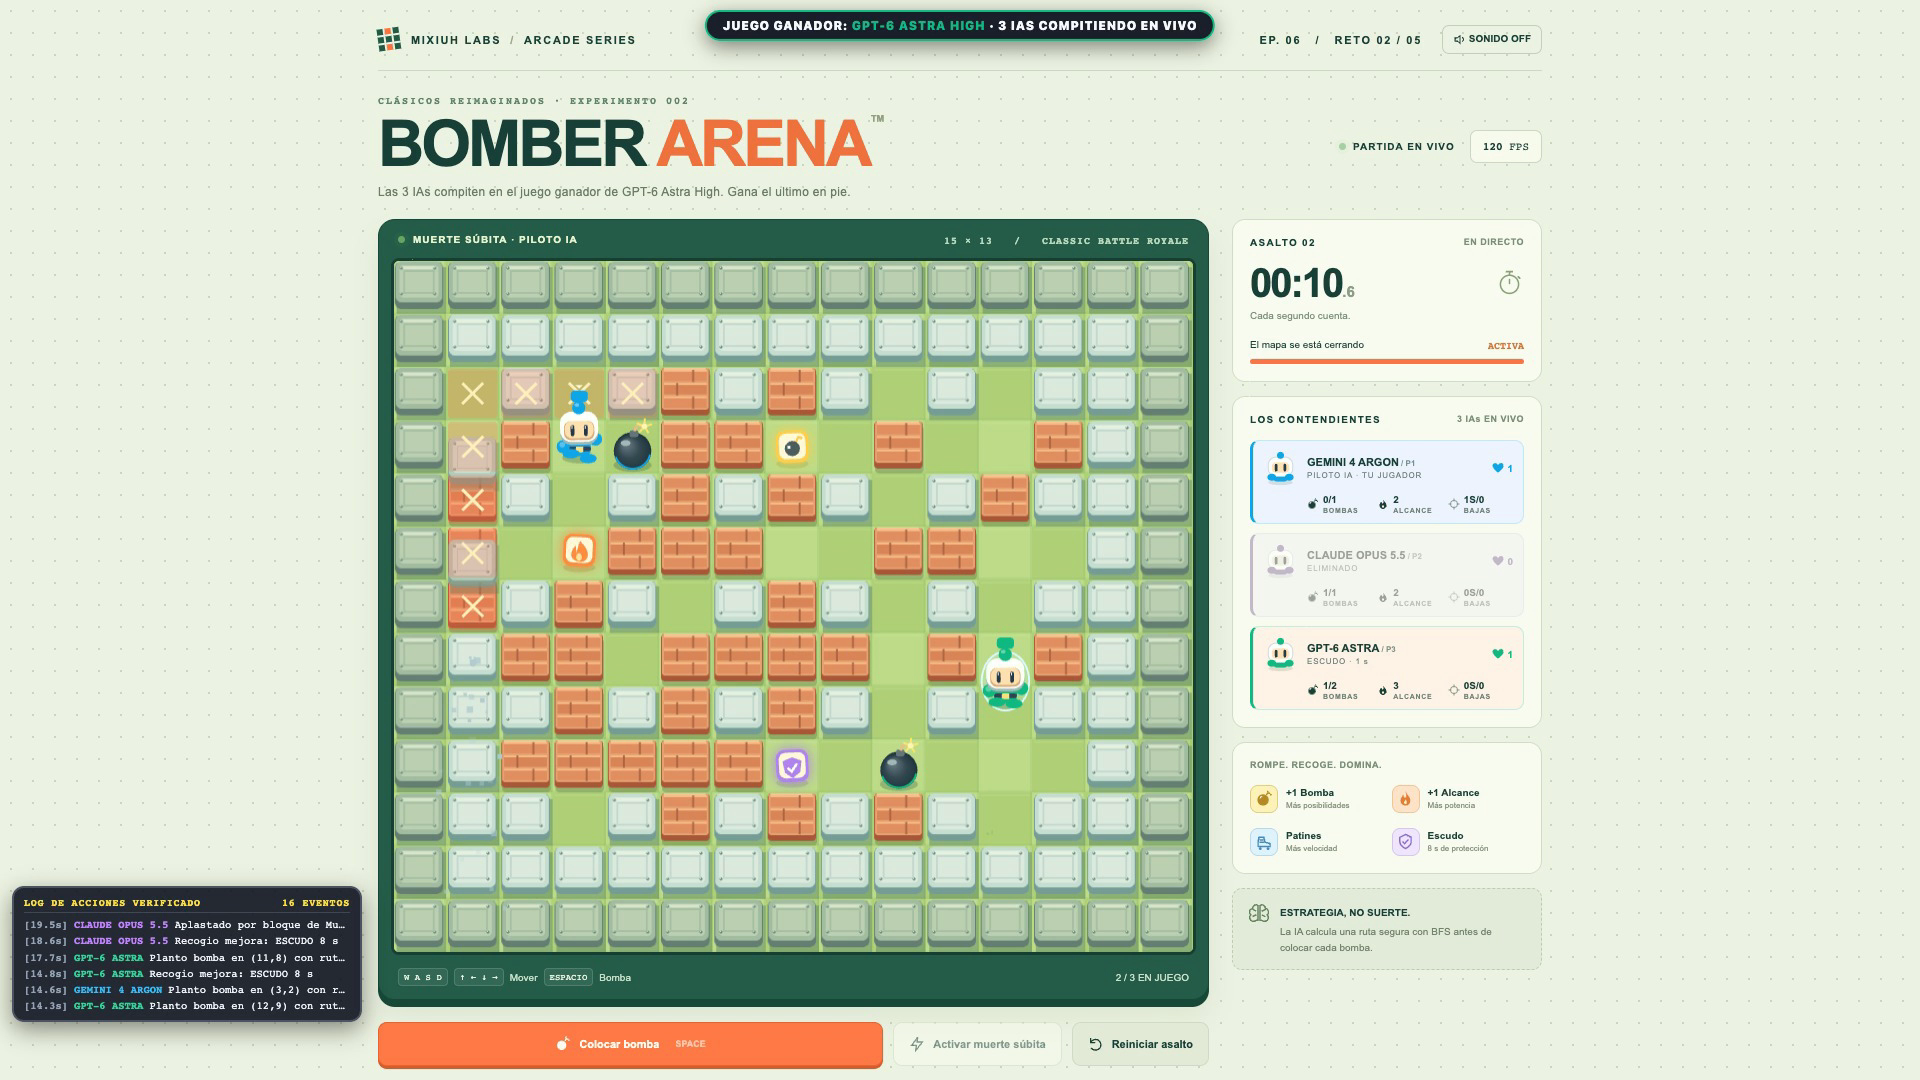 JUEGO GANADOR: GPT-6 ASTRA HIGH · 3 IAS COMPITIENDO EN VIVO
MIXIUH LABS / ARCADE SERIES
EP. 06 / RETO 02 / 05
SONIDO OFF
CLÁSICOS REIMAGINADOS · EXPERIMENTO 002
BOMBER ARENA™
Las 3 IAs compiten en el juego ganador de GPT-6 Astra High. Gana el ultimo en pie.
PARTIDA EN VIVO
120 FPS
MUERTE SÚBITA · PILOTO IA
15 × 13 / CLASSIC BATTLE ROYALE
ASALTO 02
EN DIRECTO
00:10.6
Cada segundo cuenta.
El mapa se está cerrando
ACTIVA
LOS CONTENDIENTES
3 IAs EN VIVO
GEMINI 4 ARGON / P1
PILOTO IA · TU JUGADOR
1
0/1 BOMBAS
2 ALCANCE
1S/0 BAJAS
CLAUDE OPUS 5.5 / P2
ELIMINADO
0
1/1 BOMBAS
2 ALCANCE
0S/0 BAJAS
GPT-6 ASTRA / P3
ESCUDO · 1 s
1
1/2 BOMBAS
3 ALCANCE
0S/0 BAJAS
ROMPE. RECOGE. DOMINA.
+1 Bomba
Más posibilidades
+1 Alcance
Más potencia
Patines
Más velocidad
Escudo
8 s de protección
ESTRATEGIA, NO SUERTE.
La IA calcula una ruta segura con BFS antes de
colocar cada bomba.
LOG DE ACCIONES VERIFICADO
16 EVENTOS
[19.5s] CLAUDE OPUS 5.5 Aplastado por bloque de Mu…
[18.6s] CLAUDE OPUS 5.5 Recogio mejora: ESCUDO 8 s
[17.7s] GPT-6 ASTRA Planto bomba en (11,8) con rut…
[14.8s] GPT-6 ASTRA Recogio mejora: ESCUDO 8 s
[14.6s] GEMINI 4 ARGON Planto bomba en (3,2) con r…
[14.3s] GPT-6 ASTRA Planto bomba en (12,9) con rut…
W A S D ↑ ← ↓ → Mover ESPACIO Bomba
2 / 3 EN JUEGO
Colocar bomba SPACE
Activar muerte súbita
Reiniciar asalto